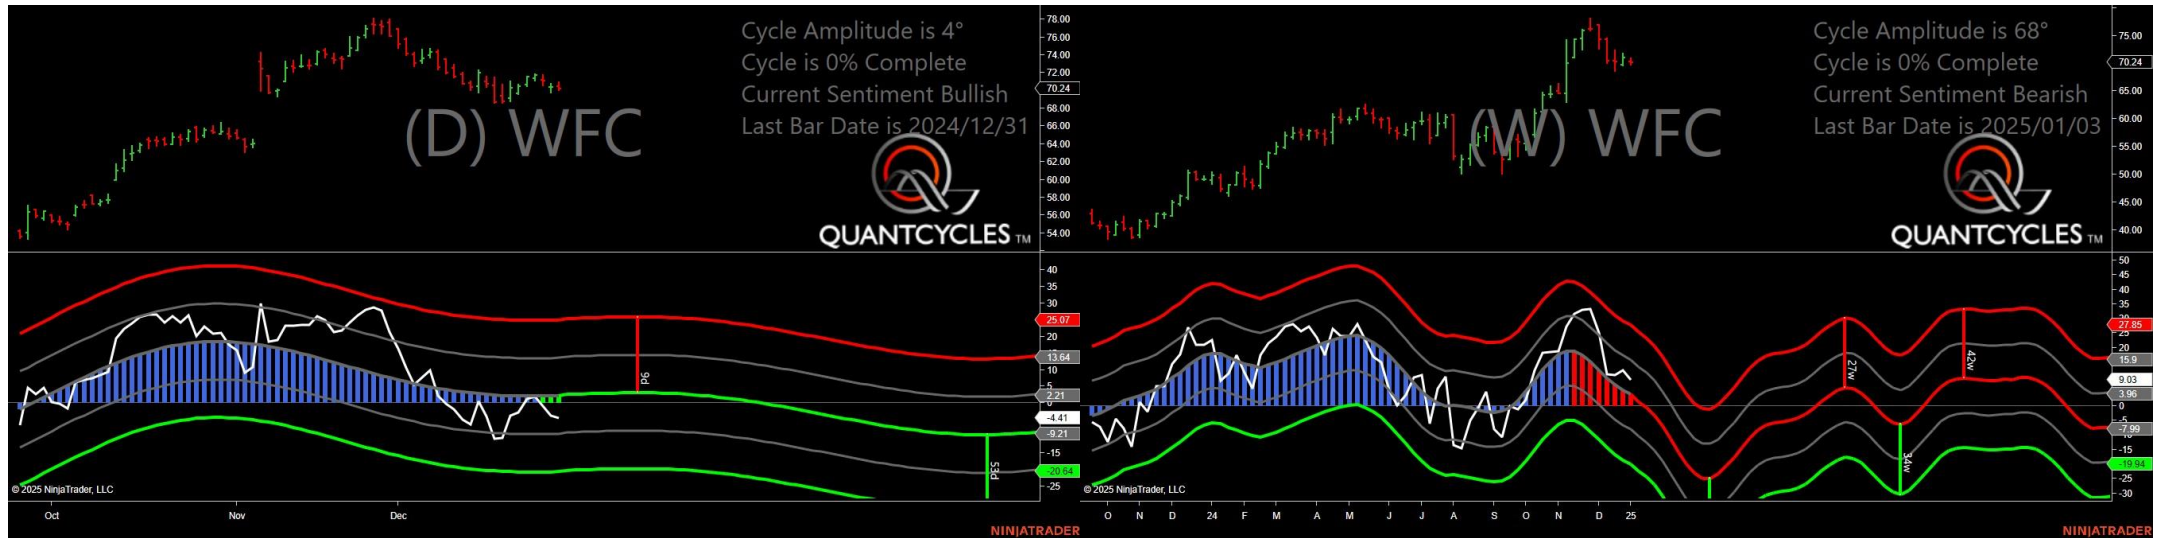 Cycle Amplitude is 4°
Cycle is 0% Complete
Current Sentiment Bullish
Last Bar Date is 2024/12/31
(D) WFC
QUANTCYCLES TM
78.00
76.00
74.00
72.00
70.24
68.00
66.00
64.00
62.00
60.00
58.00
56.00
54.00
40
35
30
25.07
20
13.64
10
5
2.21
0
-4.41
-9.21
-15
-20.64
-25
9d
53d
© 2025 NinjaTrader, LLC
Oct
Nov
Dec
NINJATRADER
Cycle Amplitude is 68°
Cycle is 0% Complete
Current Sentiment Bearish
Last Bar Date is 2025/01/03
(W) WFC
QUANTCYCLES TM
75.00
70.24
65.00
60.00
55.00
50.00
45.00
40.00
50
45
40
35
27.85
20
15.9
9.03
3.96
0
-7.99
-15
-19.94
-25
-30
27w
42w
34w
© 2025 NinjaTrader, LLC
O N D 24 F M A M J J A S O N D 25
NINJATRADER